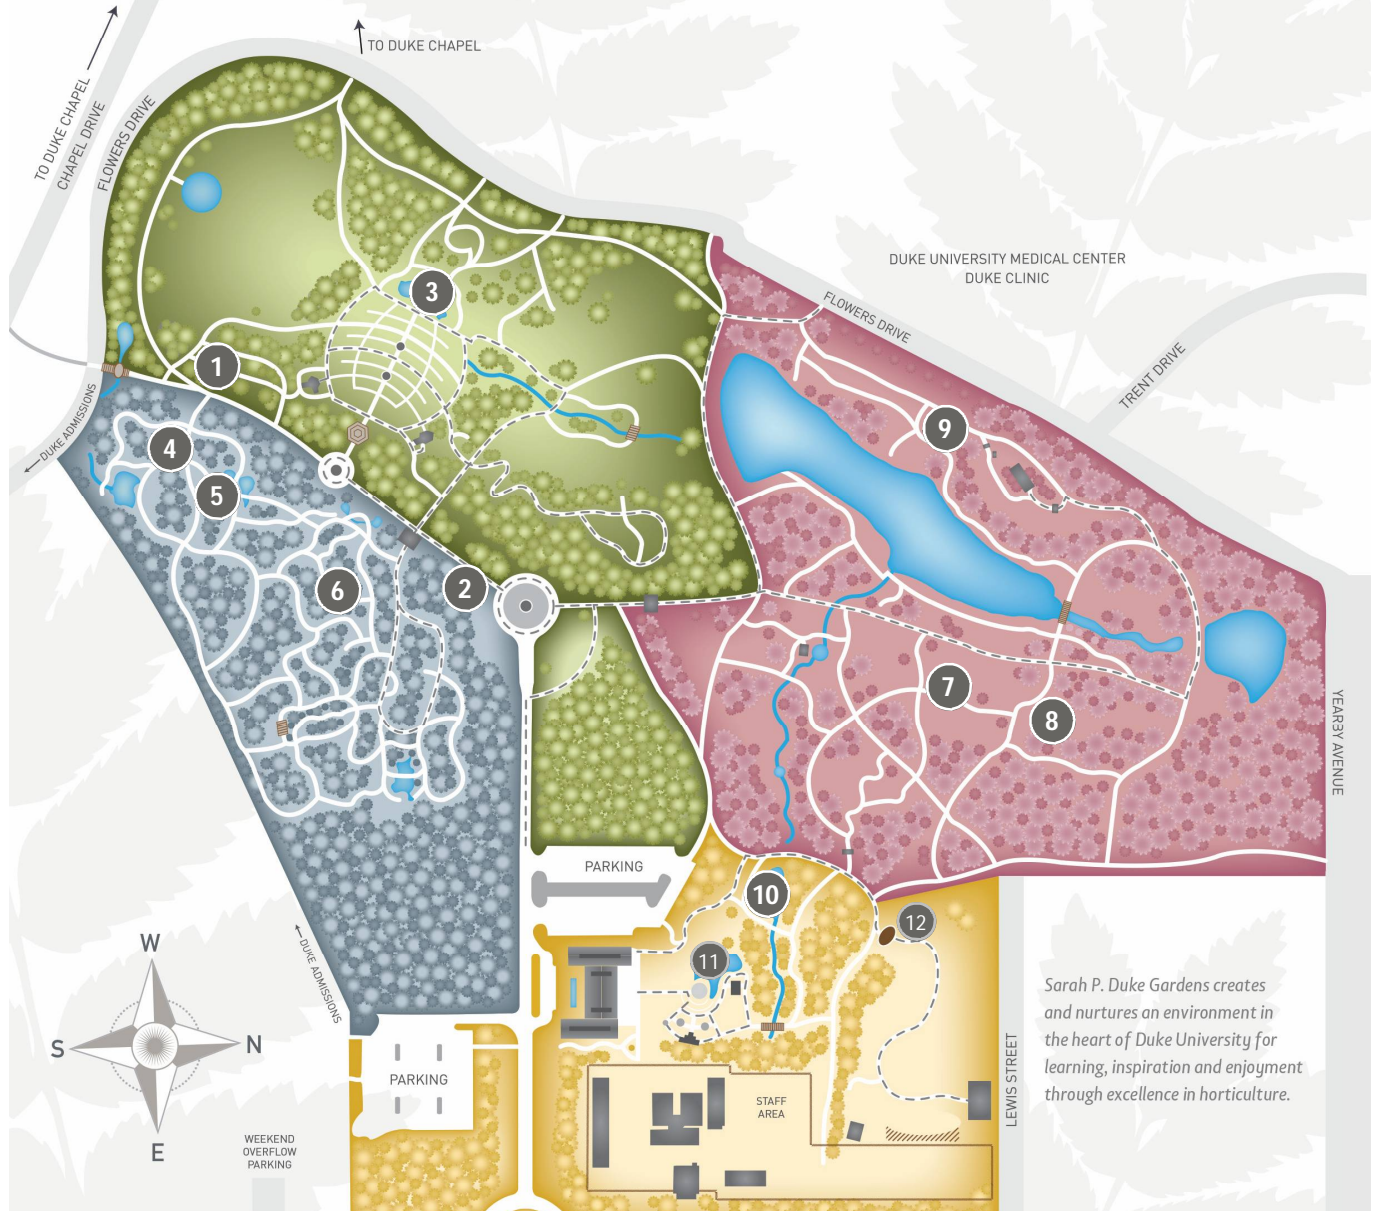 TO DUKE CHAPEL
TO DUKE CHAPEL
CHAPEL DRIVE
FLOWERS DRIVE
DUKE UNIVERSITY MEDICAL CENTER
DUKE CLINIC
FLOWERS DRIVE
TRENT DRIVE
3
1
DUKE ADMISSIONS
9
4
5
6
2
7
8
YEARBY AVENUE
PARKING
10
12
11
DUKE ADMISSIONS
W
S
N
E
PARKING
STAFF
AREA
LEWIS STREET
WEEKEND
OVERFLOW
PARKING
Sarah P. Duke Gardens creates
and nurtures an environment in
the heart of Duke University for
learning, inspiration and enjoyment
through excellence in horticulture.